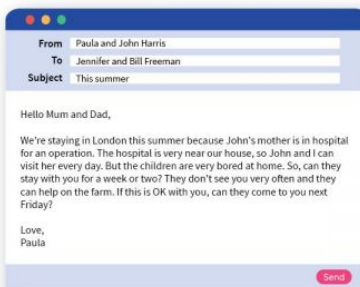 From Paula and John Harris
To Jennifer and Bill Freeman
Subject This summer
Hello Mum and Dad,
We're staying in London this summer because John's mother is in hospital
for an operation. The hospital is very near our house, so John and I can
visit her every day. But the children are very bored at home. So, can they
stay with you for a week or two? They don't see you very often and they
can help on the farm. If this is OK with you, can they come to you next
Friday?
Love,
Paula
Send